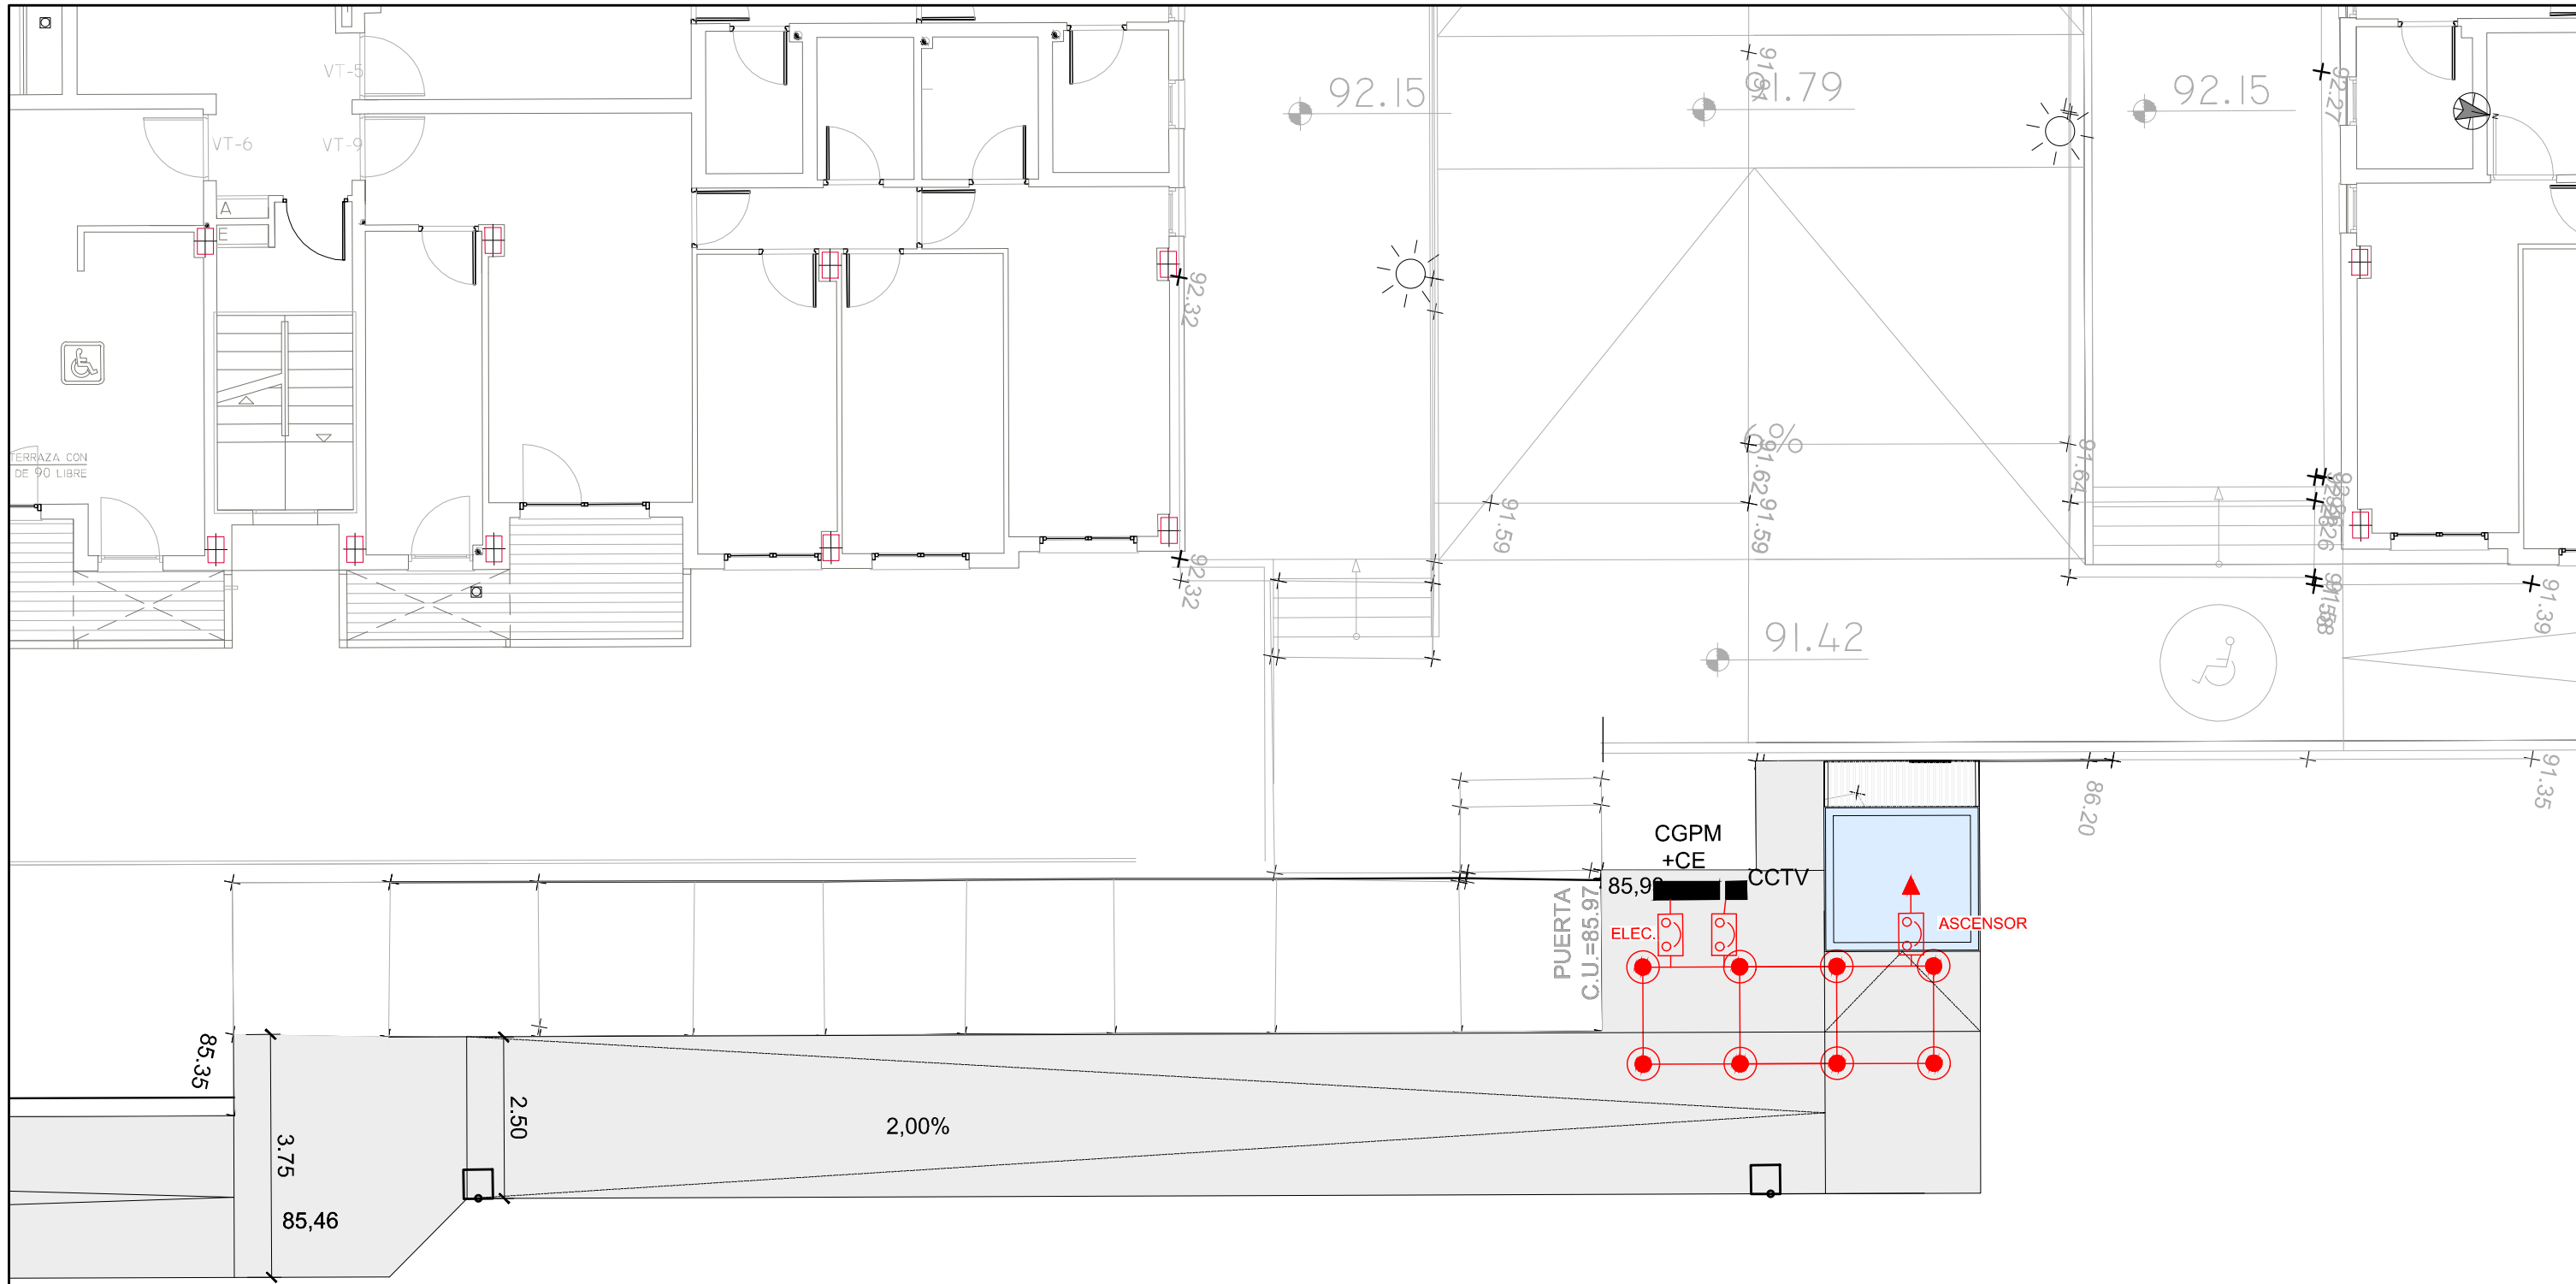 VT-5
VT-6
VT-9
A
E
TERRAZA CON
DE 90 LIBRE
92.15
91.79
92.15
92.27
N
92.32
92.32
6%
91.62
91.59
91.59
91.64
91.39
91.42
91.35
86.20
CGPM
+CE
CCTV
PUERTA
C.U.=85.97
ELEC.
ASCENSOR
85.35
3.75
2.50
2,00%
85,46